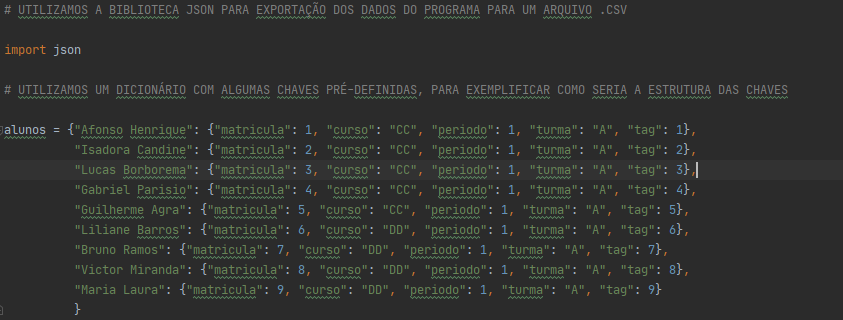 # UTILIZAMOS A BIBLIOTECA JSON PARA EXPORTAÇÃO DOS DADOS DO PROGRAMA PARA UM ARQUIVO .CSV
import json
# UTILIZAMOS UM DICIONÁRIO COM ALGUMAS CHAVES PRÉ-DEFINIDAS, PARA EXEMPLIFICAR COMO SERIA A ESTRUTURA DAS CHAVES
alunos = {"Afonso Henrique": {"matricula": 1, "curso": "CC", "periodo": 1, "turma": "A", "tag": 1},
"Isadora Candine": {"matricula": 2, "curso": "CC", "periodo": 1, "turma": "A", "tag": 2},
"Lucas Borborema": {"matricula": 3, "curso": "CC", "periodo": 1, "turma": "A", "tag": 3},
"Gabriel Parisio": {"matricula": 4, "curso": "CC", "periodo": 1, "turma": "A", "tag": 4},
"Guilherme Agra": {"matricula": 5, "curso": "CC", "periodo": 1, "turma": "A", "tag": 5},
"Liliane Barros": {"matricula": 6, "curso": "DD", "periodo": 1, "turma": "A", "tag": 6},
"Bruno Ramos": {"matricula": 7, "curso": "DD", "periodo": 1, "turma": "A", "tag": 7},
"Victor Miranda": {"matricula": 8, "curso": "DD", "periodo": 1, "turma": "A", "tag": 8},
"Maria Laura": {"matricula": 9, "curso": "DD", "periodo": 1, "turma": "A", "tag": 9}
}